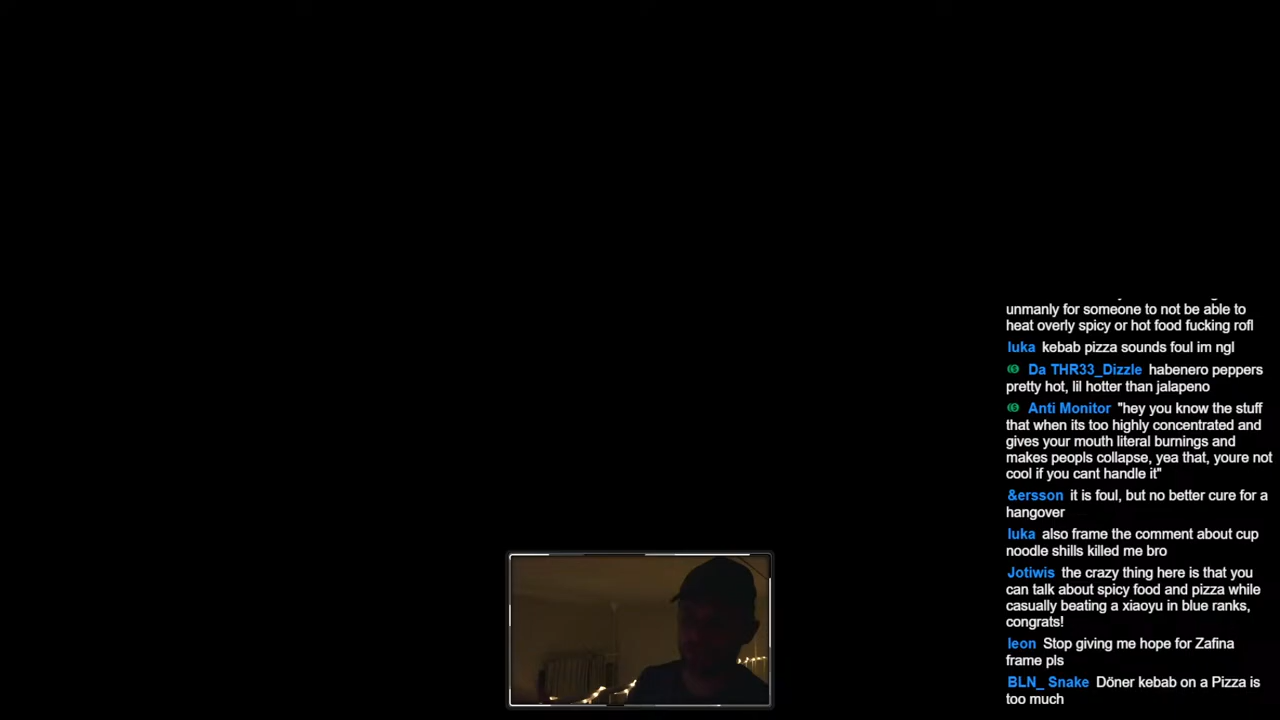 unmanly for someone to not be able to
heat overly spicy or hot food fucking rofl
luka kebab pizza sounds foul im ngl
Da THR33_Dizzle habenero peppers
pretty hot, lil hotter than jalapeno
Anti Monitor "hey you know the stuff
that when its too highly concentrated and
gives your mouth literal burnings and
makes peopls collapse, yea that, youre not
cool if you cant handle it"
&ersson it is foul, but no better cure for a
hangover
luka also frame the comment about cup
noodle shills killed me bro
Jotiwis the crazy thing here is that you
can talk about spicy food and pizza while
casually beating a xiaoyu in blue ranks,
congrats!
leon Stop giving me hope for Zafina
frame pls
BLN_ Snake Döner kebab on a Pizza is
too much